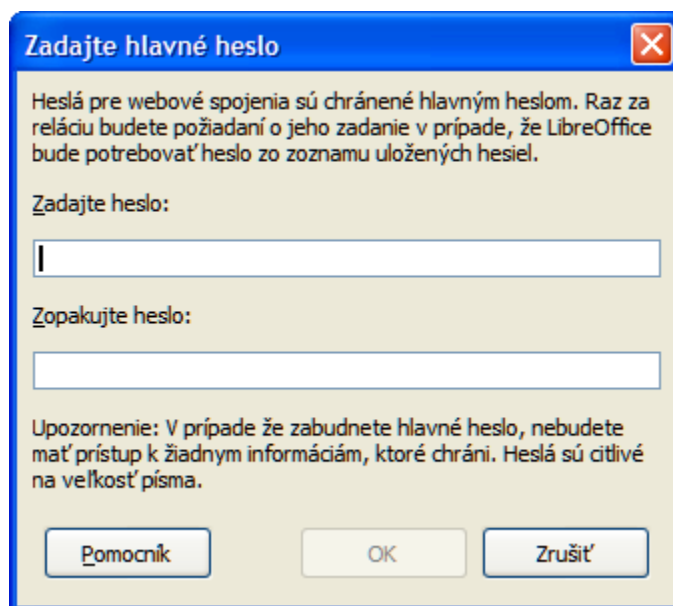 Zadajte hlavné heslo
Heslá pre webové spojenia sú chránené hlavným heslom. Raz za
reláciu budete požiadaní o jeho zadanie v prípade, že LibreOffice
bude potrebovať heslo zo zoznamu uložených hesiel.
Zadajte heslo:
Zopakujte heslo:
Upozornenie: V prípade že zabudnete hlavné heslo, nebudete
mať prístup k žiadnym informáciám, ktoré chráni. Heslá sú citlivé
na veľkosť písma.
Pomocník OK Zrušiť